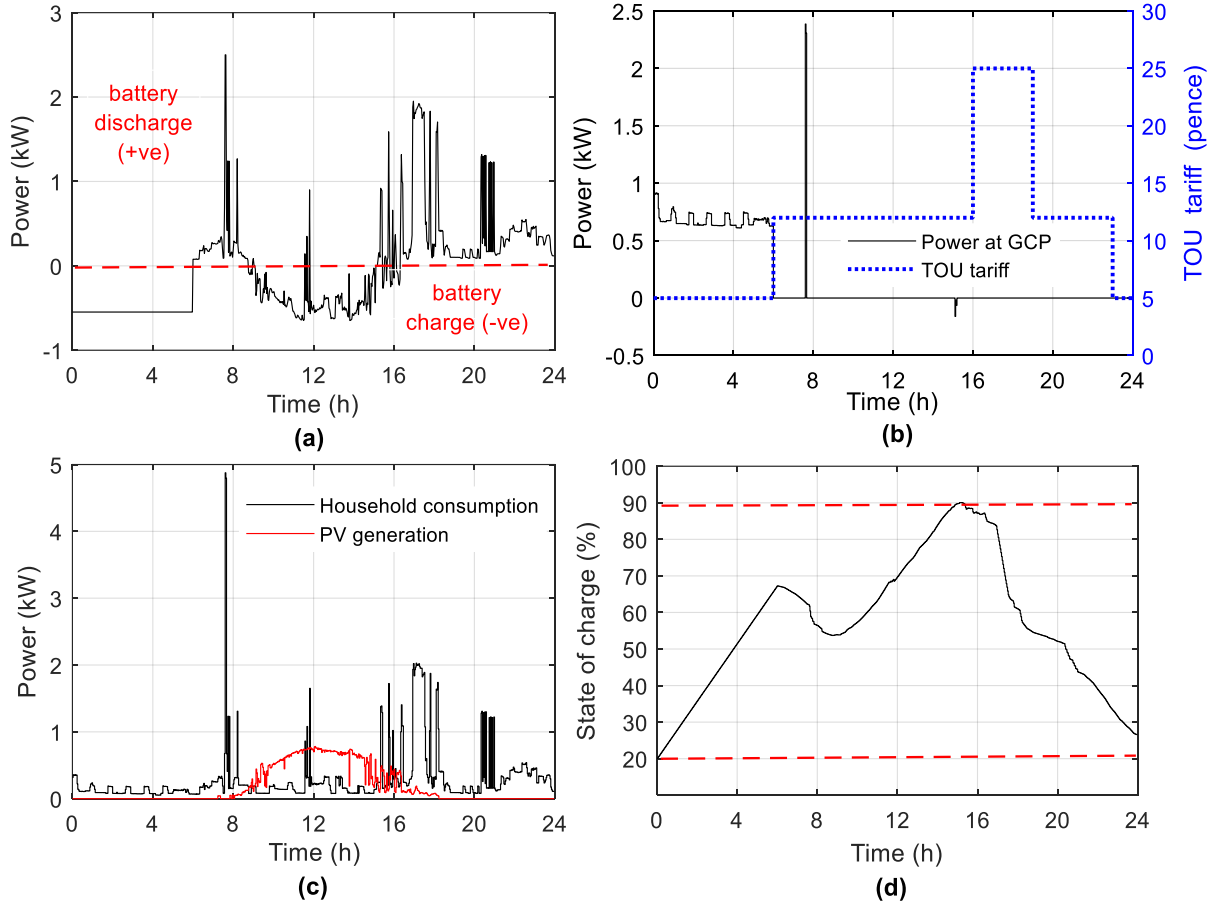 3
2
1
0
-1
Power (kW)
battery
discharge
(+ve)
battery
charge (-ve)
0
4
8
12
16
20
24
Time (h)
(a)
2.5
2
1.5
1
0.5
0
-0.5
Power (kW)
30
25
20
15
10
5
0
TOU tariff (pence)
Power at GCP
TOU tariff
0
4
8
12
16
20
24
Time (h)
(b)
5
4
3
2
1
0
Power (kW)
Household consumption
PV generation
0
4
8
12
16
20
24
Time (h)
(c)
100
90
80
70
60
50
40
30
20
State of charge (%)
0
4
8
12
16
20
24
Time (h)
(d)